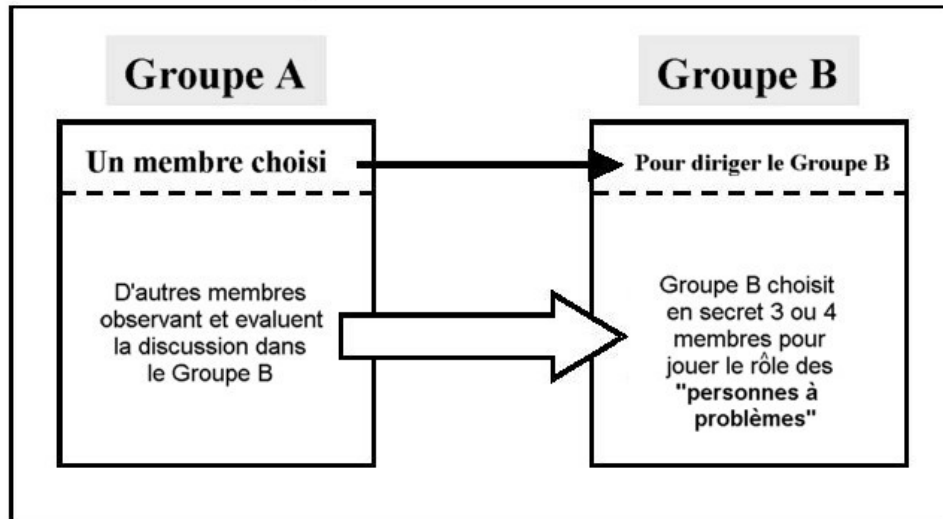 Groupe A
Un membre choisi
D'autres membres
observant et evaluent
la discussion dans
le Groupe B
Groupe B
Pour diriger le Groupe B
Groupe B choisit
en secret 3 ou 4
membres pour
jouer le rôle des
"personnes à
problèmes"